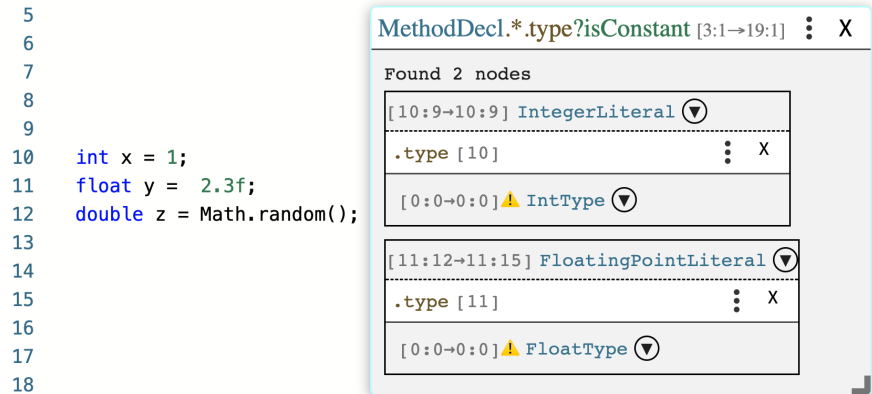 5
6
7
8
9
10 int x = 1;
11 float y =  2.3f;
12 double z = Math.random();
13
14
15
16
17
18
MethodDecl.*.type?isConstant [3:1→19:1] ⋮ X
Found 2 nodes
[10:9→10:9] IntegerLiteral ▼
.type [10] ⋮ X
[0:0→0:0]⚠ IntType ▼
[11:12→11:15] FloatingPointLiteral ▼
.type [11] ⋮ X
[0:0→0:0]⚠ FloatType ▼